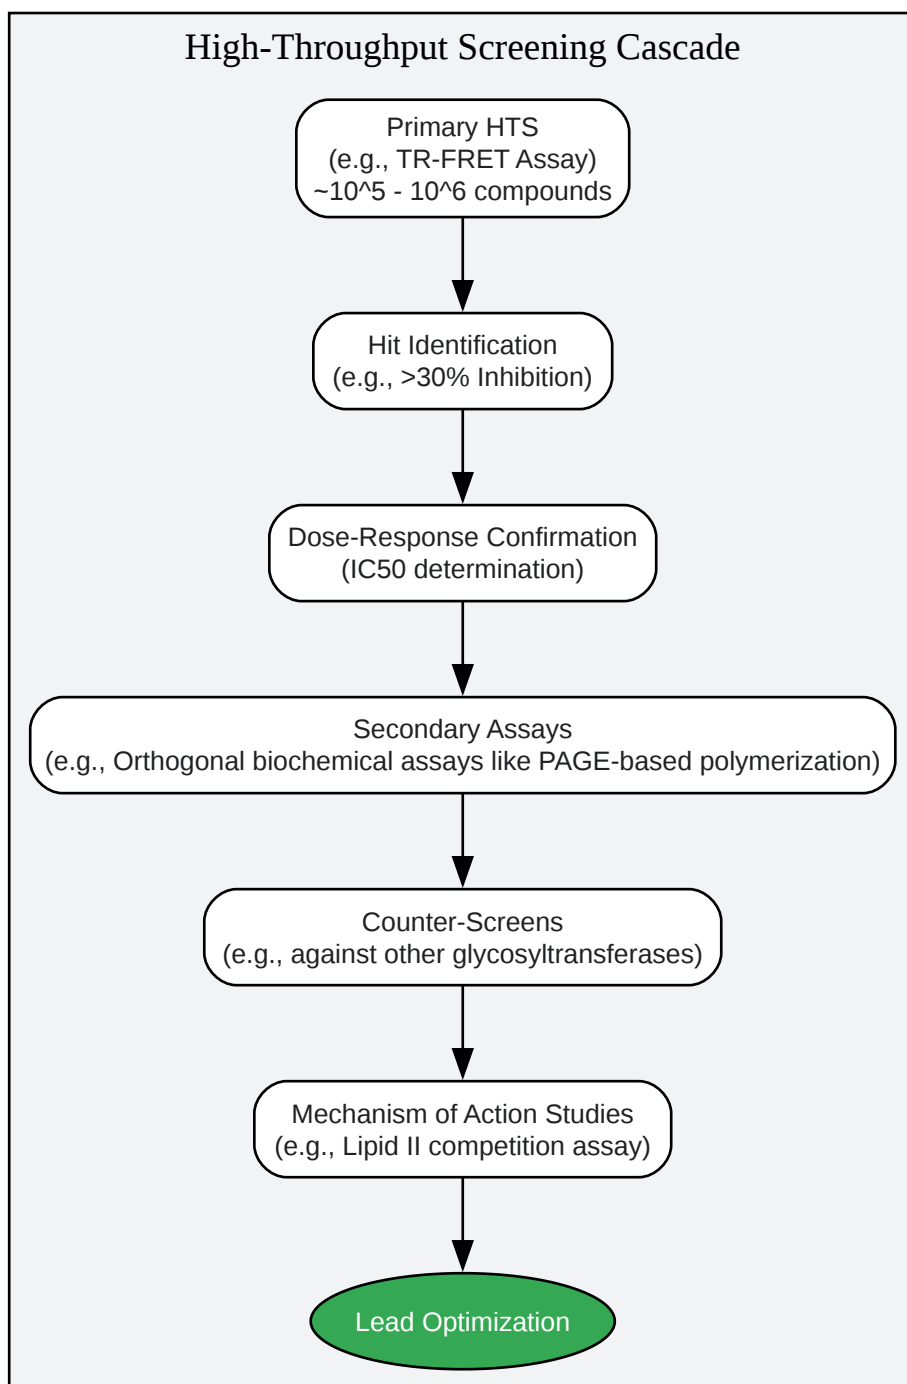 High-Throughput Screening Cascade
Primary HTS
(e.g., TR-FRET Assay)
~10^5 - 10^6 compounds
Hit Identification
(e.g., >30% Inhibition)
Dose-Response Confirmation
(IC50 determination)
Secondary Assays
(e.g., Orthogonal biochemical assays like PAGE-based polymerization)
Counter-Screens
(e.g., against other glycosyltransferases)
Mechanism of Action Studies
(e.g., Lipid II competition assay)
Lead Optimization